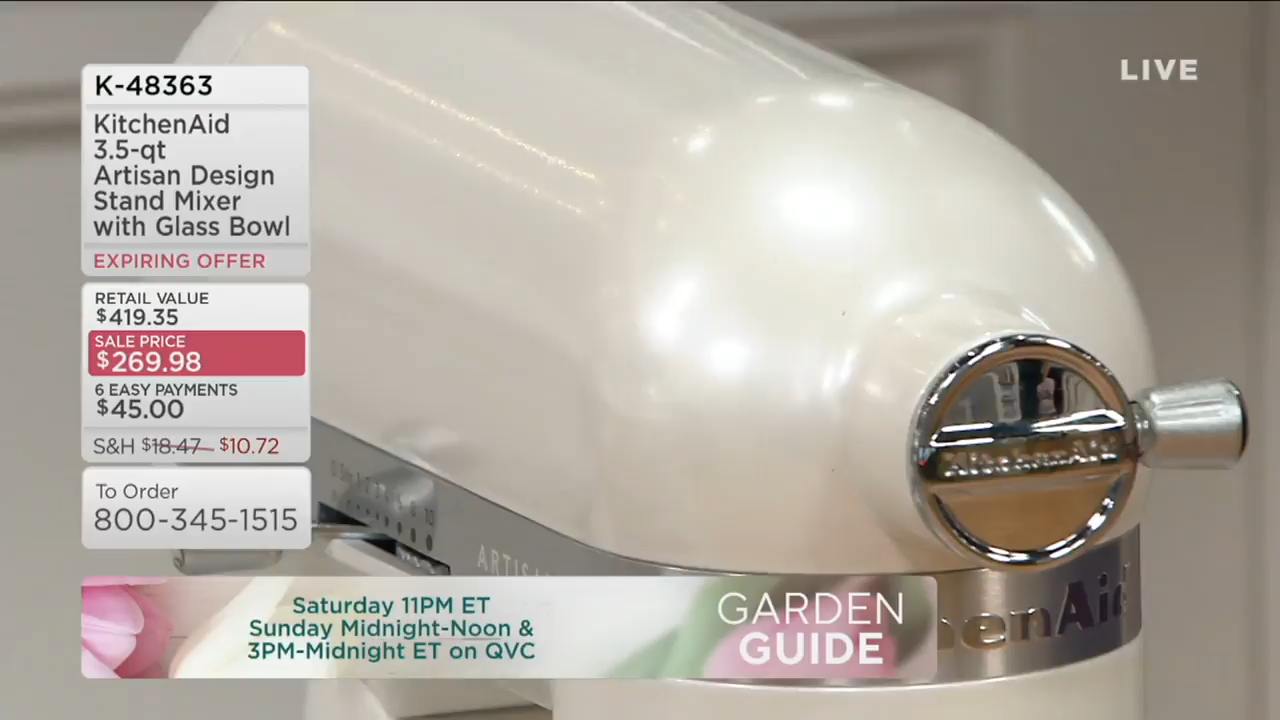 K-48363
KitchenAid
3.5-qt
Artisan Design
Stand Mixer
with Glass Bowl
EXPIRING OFFER
RETAIL VALUE
$419.35
SALE PRICE
$269.98
6 EASY PAYMENTS
$45.00
S&H $18.47 $10.72
To Order
800-345-1515
LIVE
KitchenAid
ARTIS
enAid
Saturday 11PM ET
Sunday Midnight-Noon &
3PM-Midnight ET on QVC
GARDEN
GUIDE